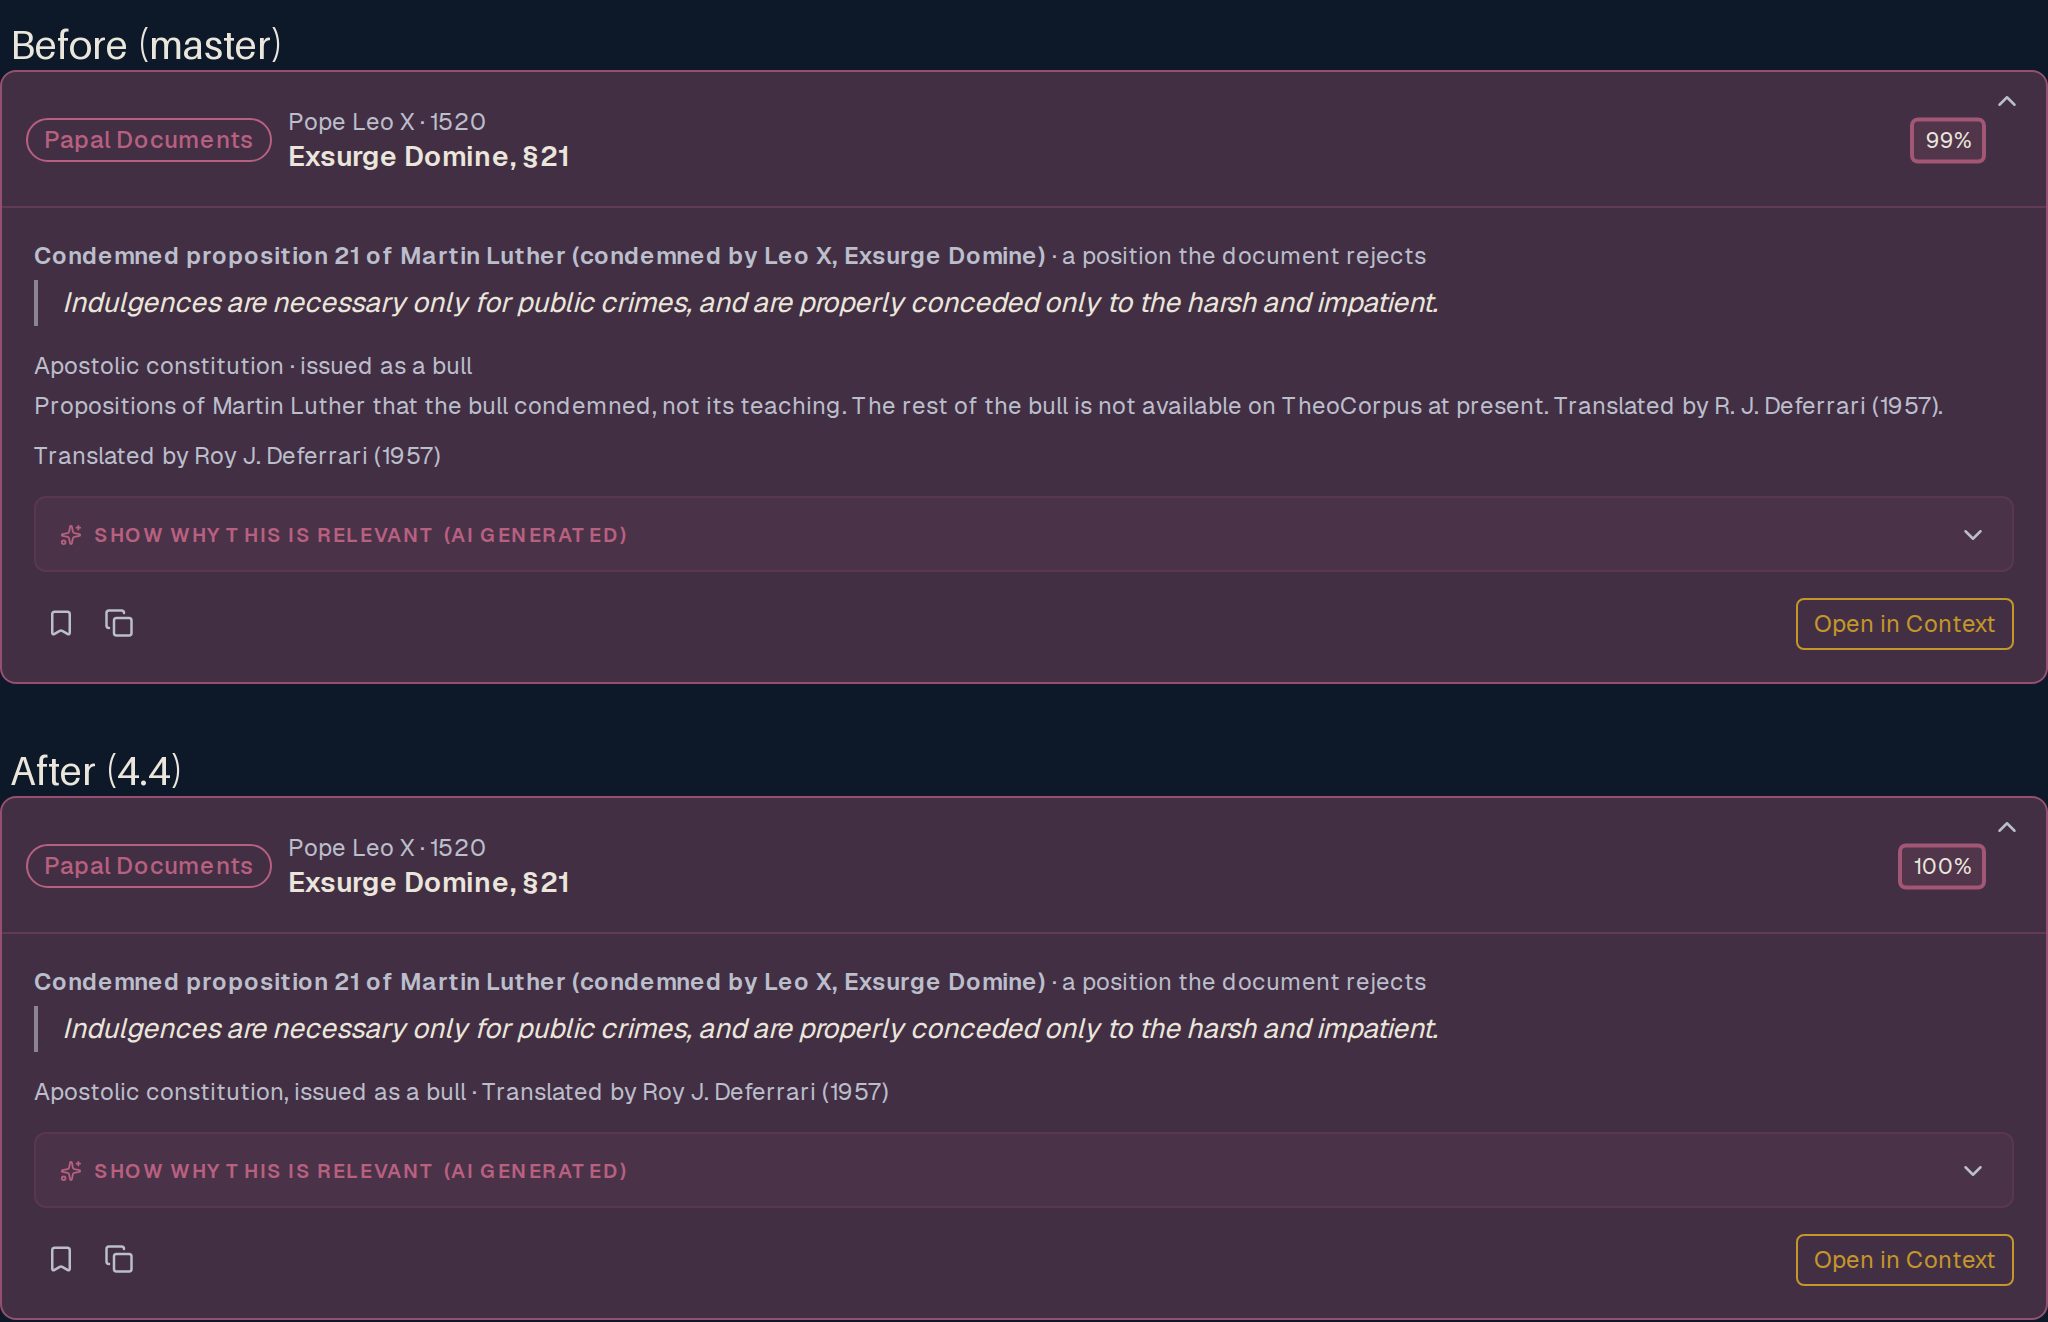 Before (master)
Papal Documents
Pope Leo X · 1520
Exsurge Domine, §21
99%
Condemned proposition 21 of Martin Luther (condemned by Leo X, Exsurge Domine) · a position the document rejects
Indulgences are necessary only for public crimes, and are properly conceded only to the harsh and impatient.
Apostolic constitution · issued as a bull
Propositions of Martin Luther that the bull condemned, not its teaching. The rest of the bull is not available on TheoCorpus at present. Translated by R. J. Deferrari (1957).
Translated by Roy J. Deferrari (1957)
SHOW WHY THIS IS RELEVANT (AI GENERATED)
Open in Context
After (4.4)
Papal Documents
Pope Leo X · 1520
Exsurge Domine, §21
100%
Condemned proposition 21 of Martin Luther (condemned by Leo X, Exsurge Domine) · a position the document rejects
Indulgences are necessary only for public crimes, and are properly conceded only to the harsh and impatient.
Apostolic constitution, issued as a bull · Translated by Roy J. Deferrari (1957)
SHOW WHY THIS IS RELEVANT (AI GENERATED)
Open in Context